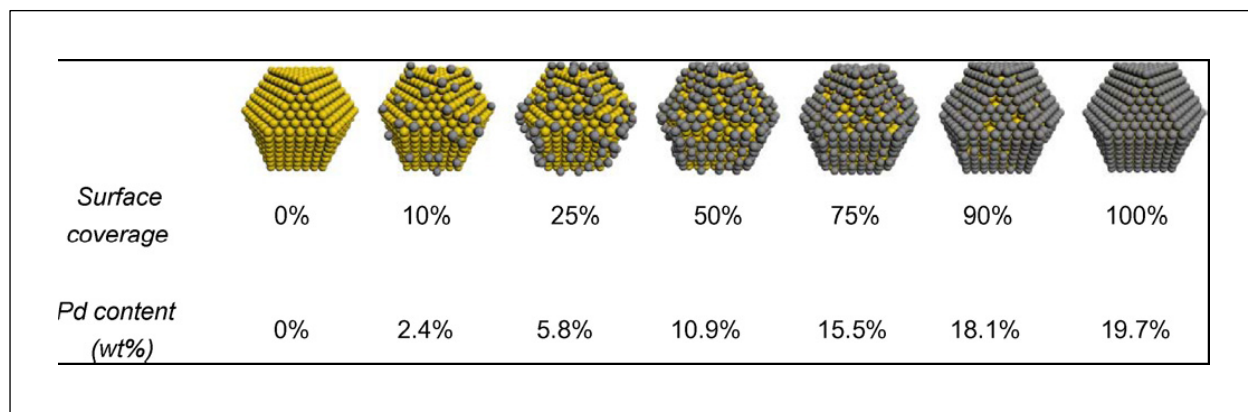 Surface
coverage
0% 10% 25% 50% 75% 90% 100%
Pd content
(wt%)
0% 2.4% 5.8% 10.9% 15.5% 18.1% 19.7%